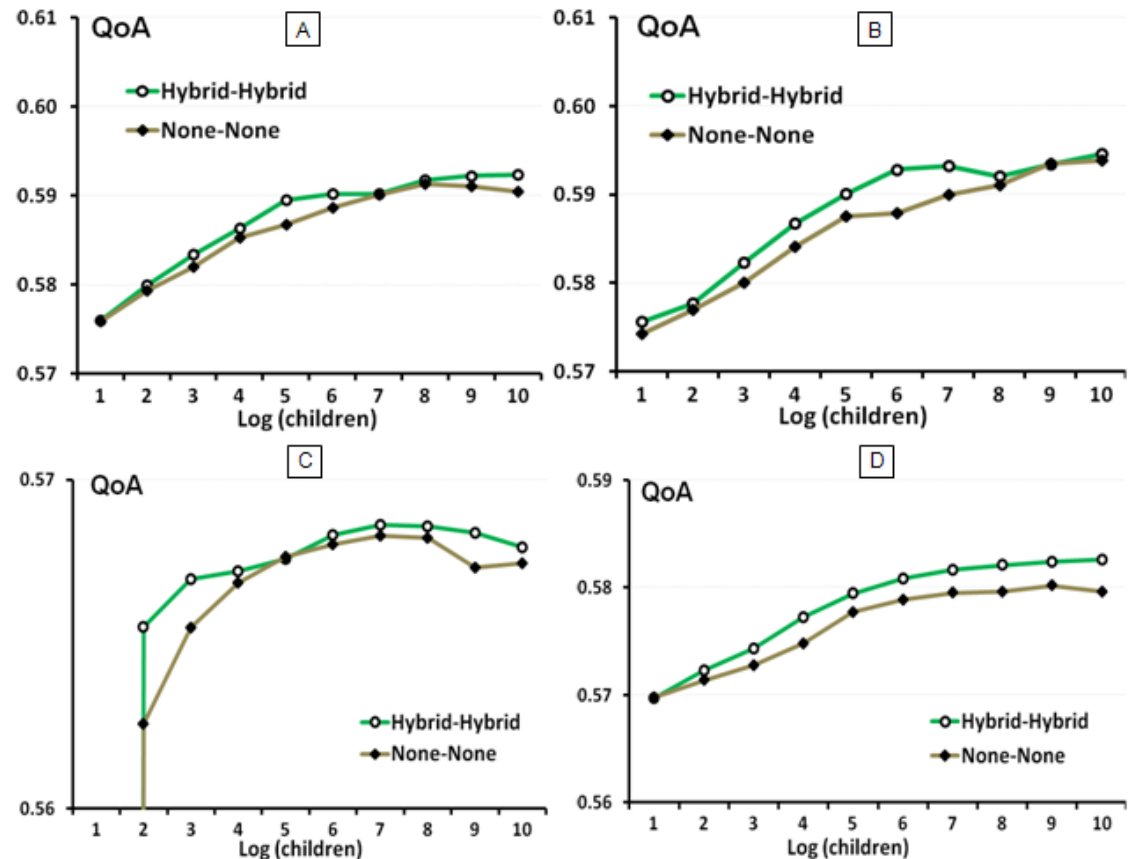 QoA
A
Hybrid-Hybrid
None-None
0.61
0.60
0.59
0.58
0.57
1 2 3 4 5 6 7 8 9 10
Log (children)
QoA
B
Hybrid-Hybrid
None-None
0.61
0.60
0.59
0.58
0.57
1 2 3 4 5 6 7 8 9 10
Log (children)
QoA
C
0.57
0.56
Hybrid-Hybrid
None-None
1 2 3 4 5 6 7 8 9 10
Log (children)
QoA
D
0.59
0.58
0.57
0.56
Hybrid-Hybrid
None-None
1 2 3 4 5 6 7 8 9 10
Log (children)